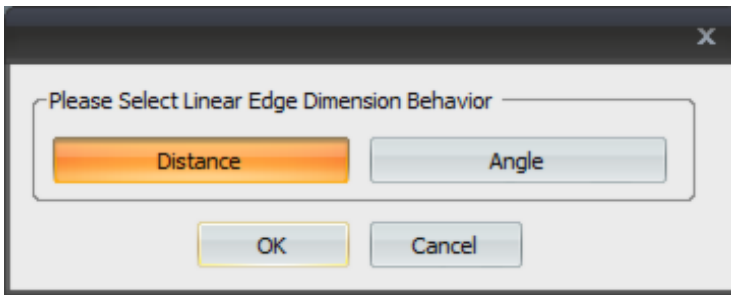 x
Please Select Linear Edge Dimension Behavior
Distance Angle
OK Cancel